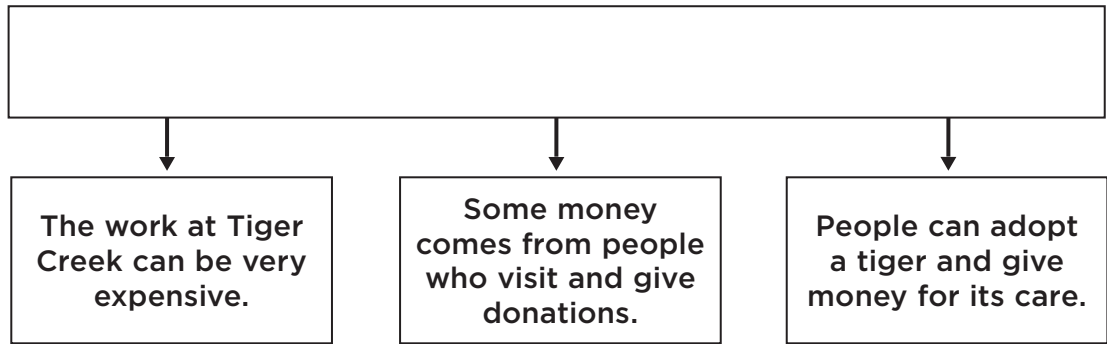 The work at Tiger
Creek can be very
expensive.
Some money
comes from people
who visit and give
donations.
People can adopt
a tiger and give
money for its care.